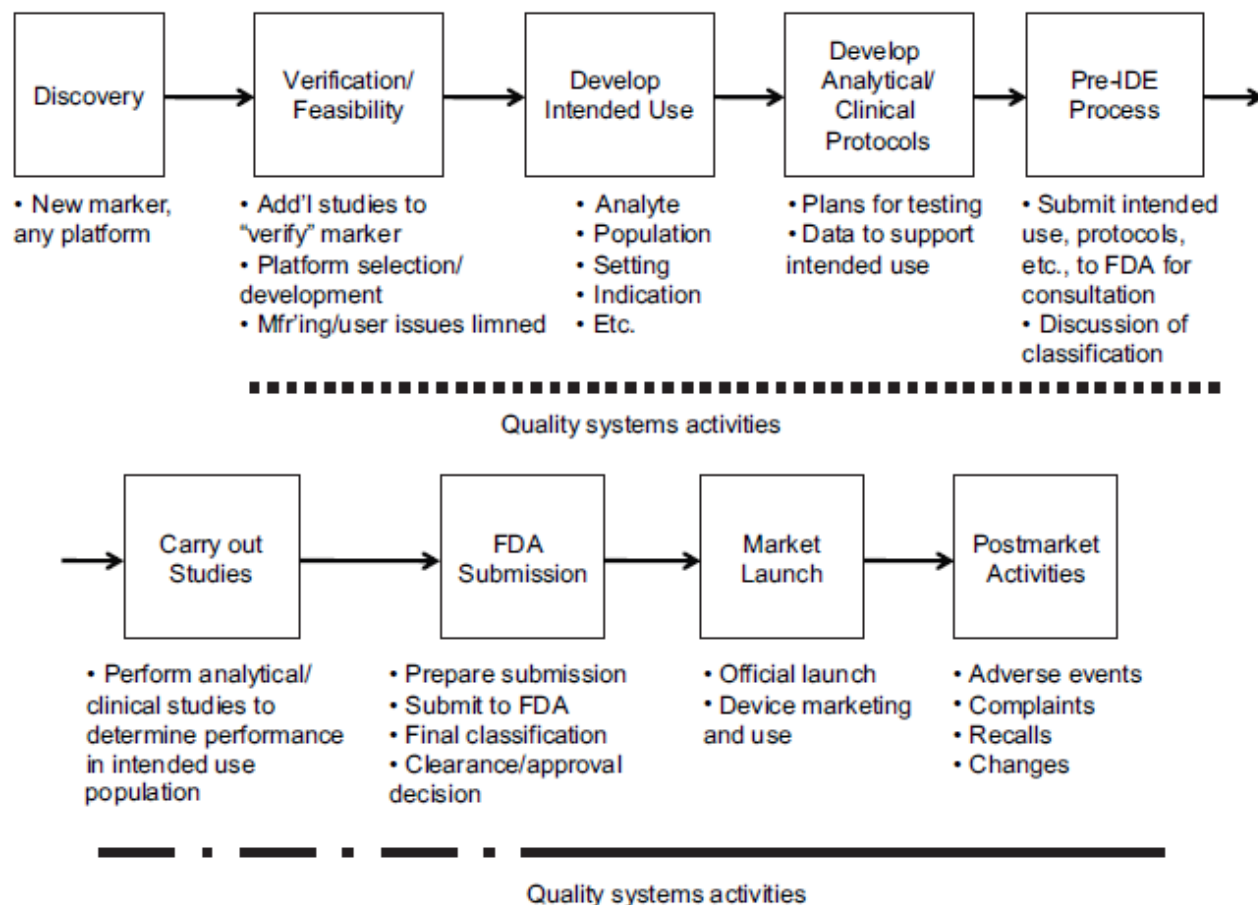 Discovery
• New marker,
any platform
Verification/
Feasibility
• Add'l studies to
“verify” marker
• Platform selection/
development
• Mfr'ing/user issues limned
Develop
Intended Use
• Analyte
• Population
• Setting
• Indication
• Etc.
Develop
Analytical/
Clinical
Protocols
• Plans for testing
• Data to support
intended use
Pre-IDE
Process
• Submit intended
use, protocols,
etc., to FDA for
consultation
• Discussion of
classification
Quality systems activities
Carry out
Studies
• Perform analytical/
clinical studies to
determine performance
in intended use
population
FDA
Submission
• Prepare submission
• Submit to FDA
• Final classification
• Clearance/approval
decision
Market
Launch
• Official launch
• Device marketing
and use
Postmarket
Activities
• Adverse events
• Complaints
• Recalls
• Changes
Quality systems activities